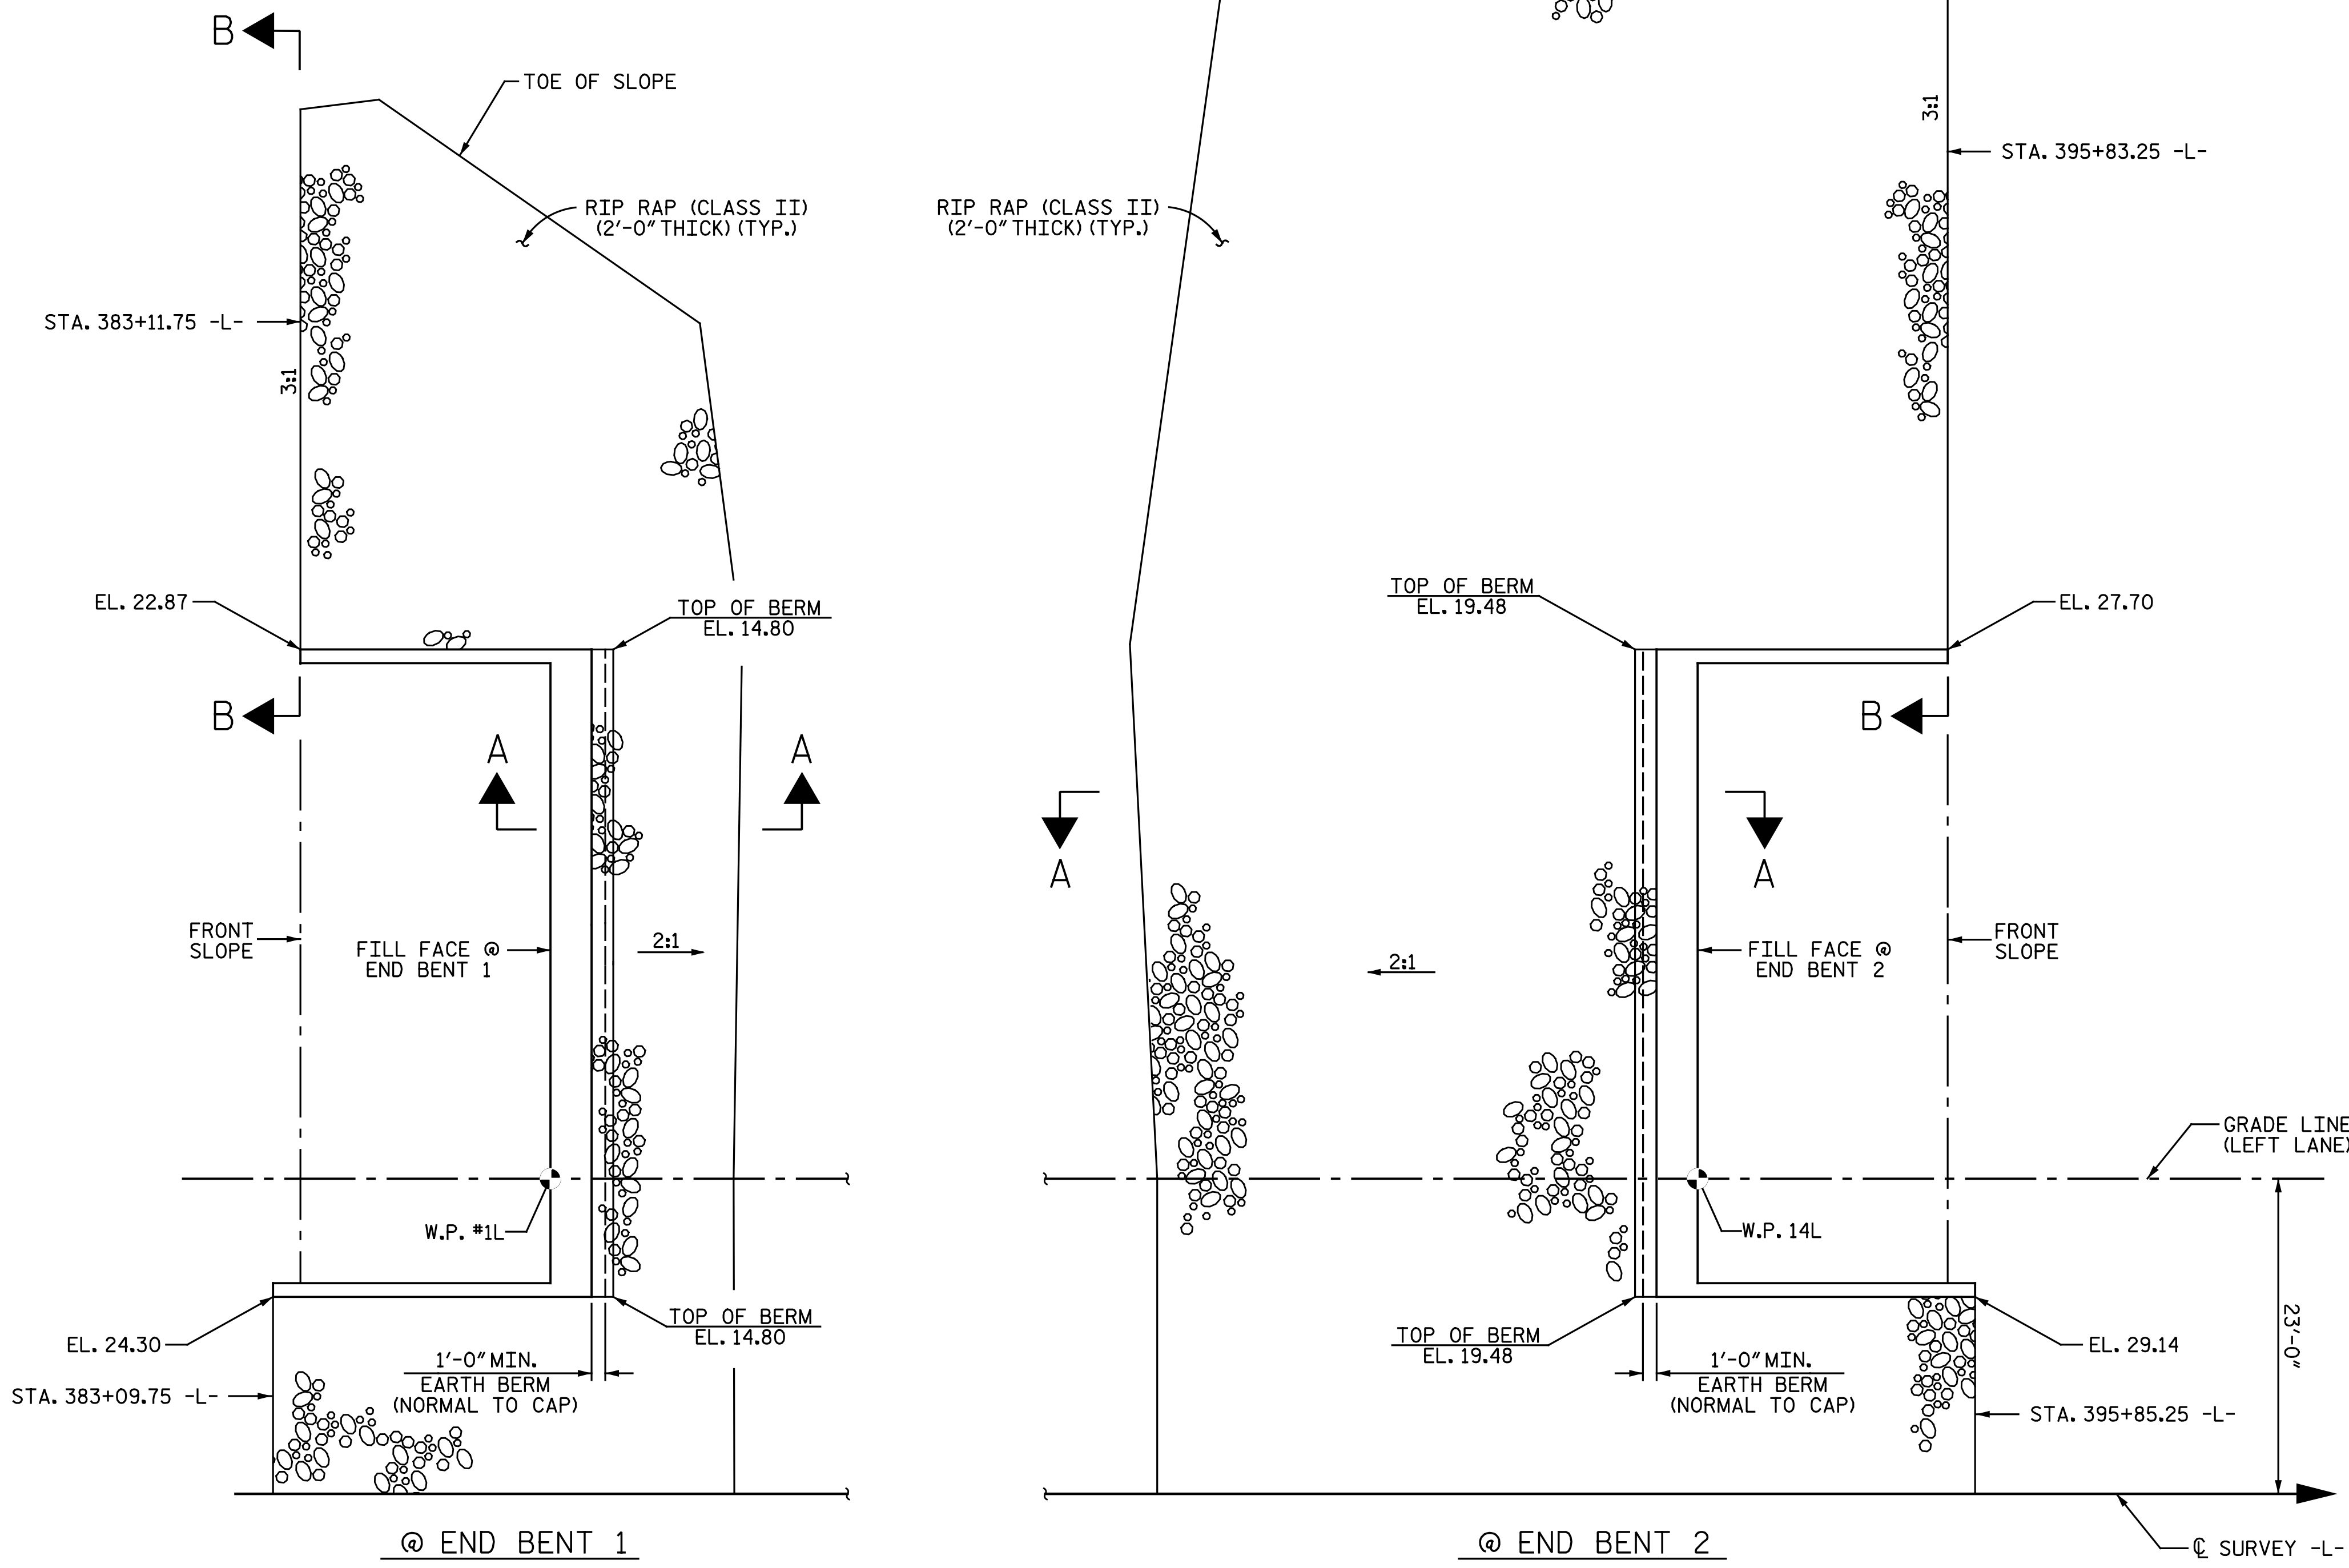 B
TOE OF SLOPE
3:1
STA. 395+83.25 -L-
RIP RAP (CLASS II)
(2'-0" THICK) (TYP.)
RIP RAP (CLASS II)
(2'-0" THICK) (TYP.)
STA. 383+11.75 -L-
3:1
EL. 22.87
TOP OF BERM
EL. 14.80
TOP OF BERM
EL. 19.48
EL. 27.70
B
A
A
B
A
A
FRONT
SLOPE
FILL FACE @
END BENT 1
2:1
2:1
FILL FACE @
END BENT 2
FRONT
SLOPE
GRADE LINE
(LEFT LANE)
W.P. #1L
W.P. 14L
EL. 24.30
TOP OF BERM
EL. 14.80
TOP OF BERM
EL. 19.48
EL. 29.14
23'-0"
1'-0" MIN.
EARTH BERM
(NORMAL TO CAP)
1'-0" MIN.
EARTH BERM
(NORMAL TO CAP)
STA. 383+09.75 -L-
STA. 395+85.25 -L-
@ END BENT 1
@ END BENT 2
℄ SURVEY -L-